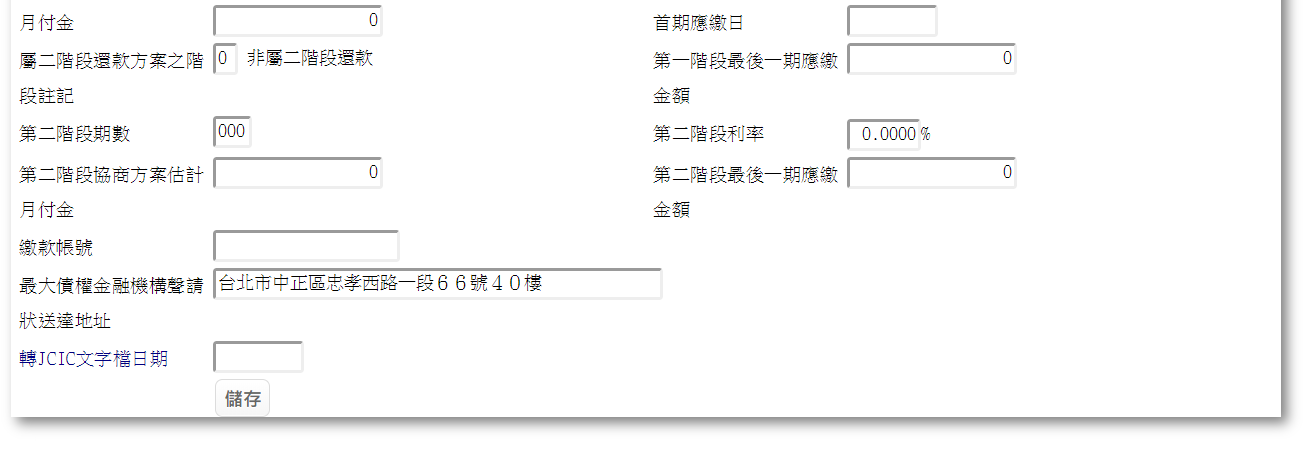 月付金 0 首期應繳日
屬二階段還款方案之階 0 非屬二階段還款 第一階段最後一期應繳 0
段註記 金額
第二階段期數 000 第二階段利率 0.0000 %
第二階段協商方案估計 0 第二階段最後一期應繳 0
月付金 金額
繳款帳號
最大債權金融機構聲請 台北市中正區忠孝西路一段６６號４０樓
狀送達地址
轉JCIC文字檔日期
儲存